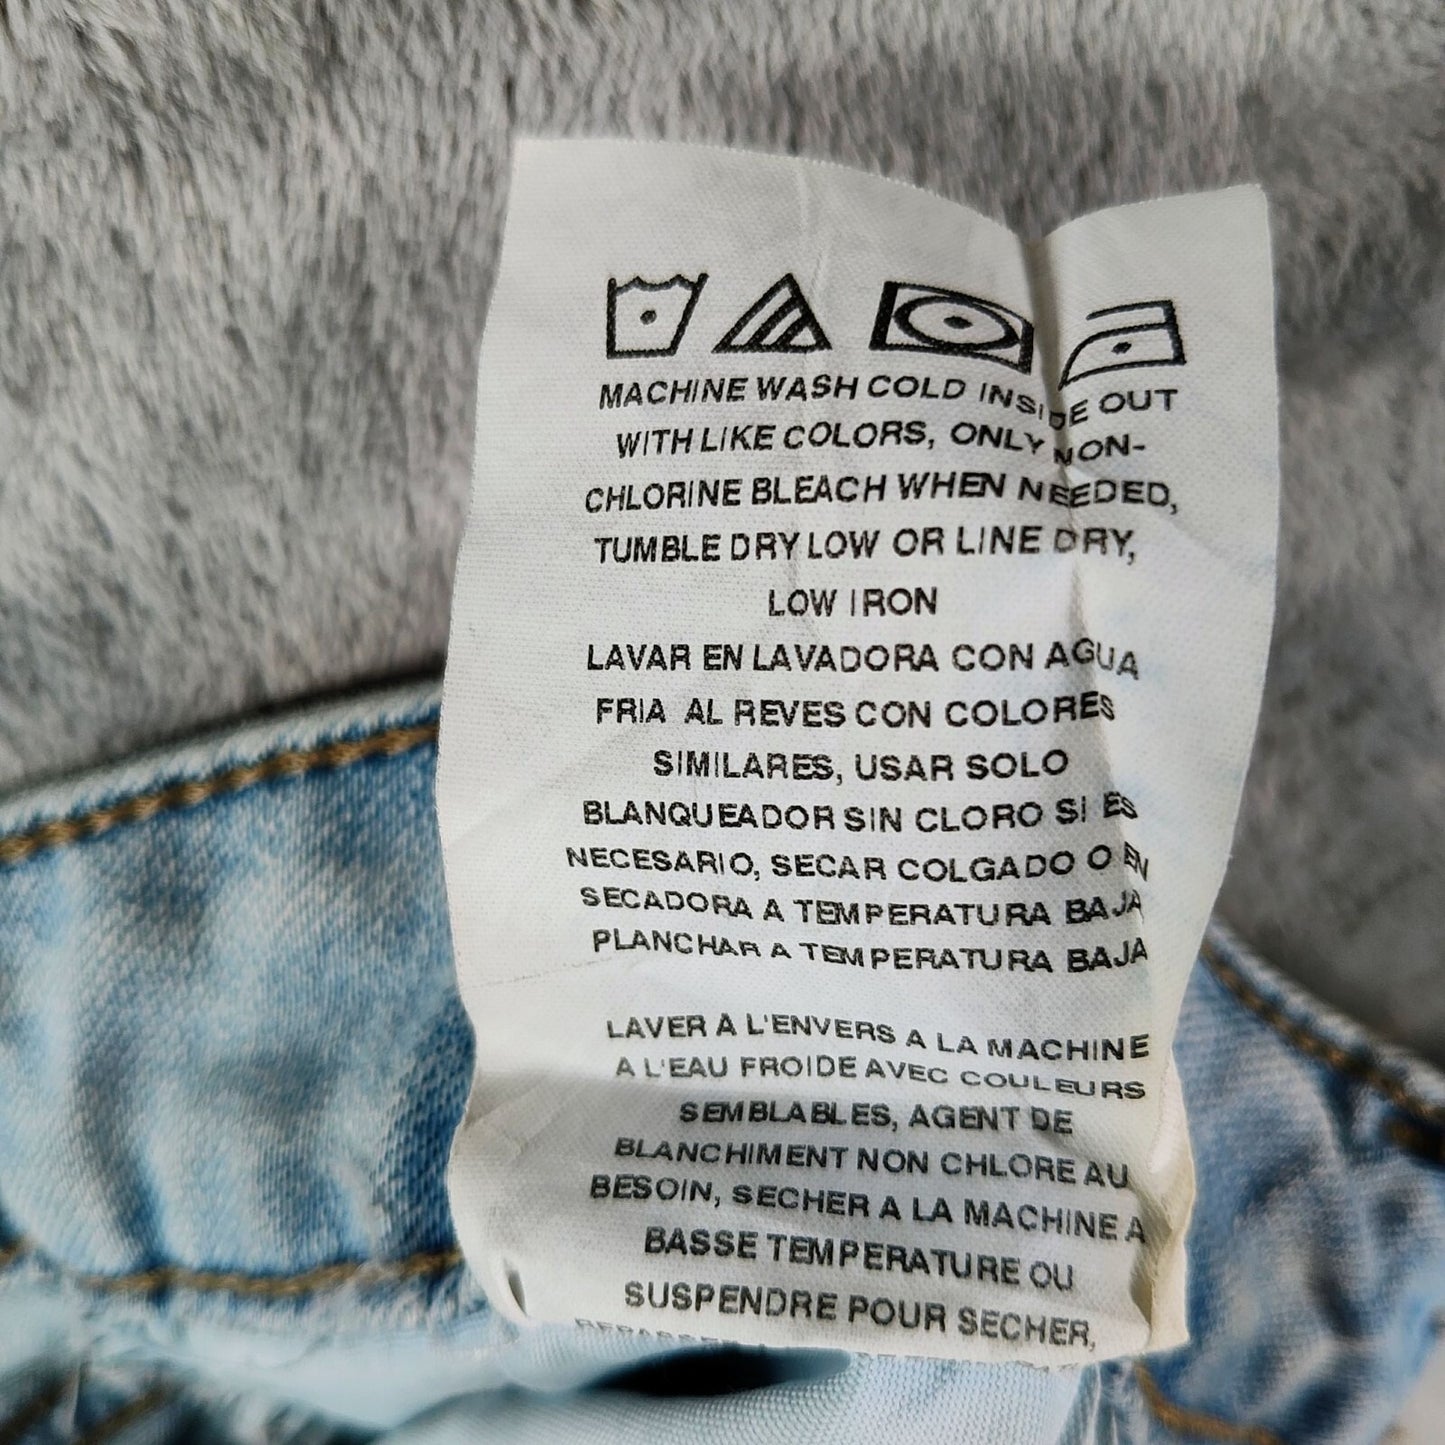 MACHINE WASH COLD INSIDE OUT
WITH LIKE COLORS, ONLY NON-
CHLORINE BLEACH WHEN NEEDED,
TUMBLE DRY LOW OR LINE DRY,
LOW IRON
LAVAR EN LAVADORA CON AGUA
FRIA AL REVES CON COLORES
SIMILARES, USAR SOLO
BLANQUEADOR SIN CLORO SI ES
NECESARIO, SECAR COLGADO O EN
SECADORA A TEMPERATURA BAJA
PLANCHAR A TEMPERATURA BAJA
LAVER A L'ENVERS A LA MACHINE
A L'EAU FROIDE AVEC COULEURS
SEMBLABLES, AGENT DE
BLANCHIMENT NON CHLORE AU
BESOIN, SECHER A LA MACHINE A
BASSE TEMPERATURE OU
SUSPENDRE POUR SECHER,